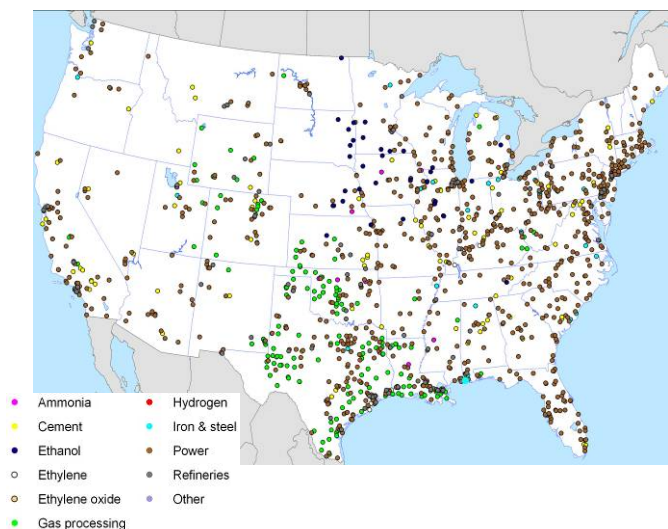 Ammonia
Cement
Ethanol
Ethylene
Ethylene oxide
Gas processing
Hydrogen
Iron & steel
Power
Refineries
Other